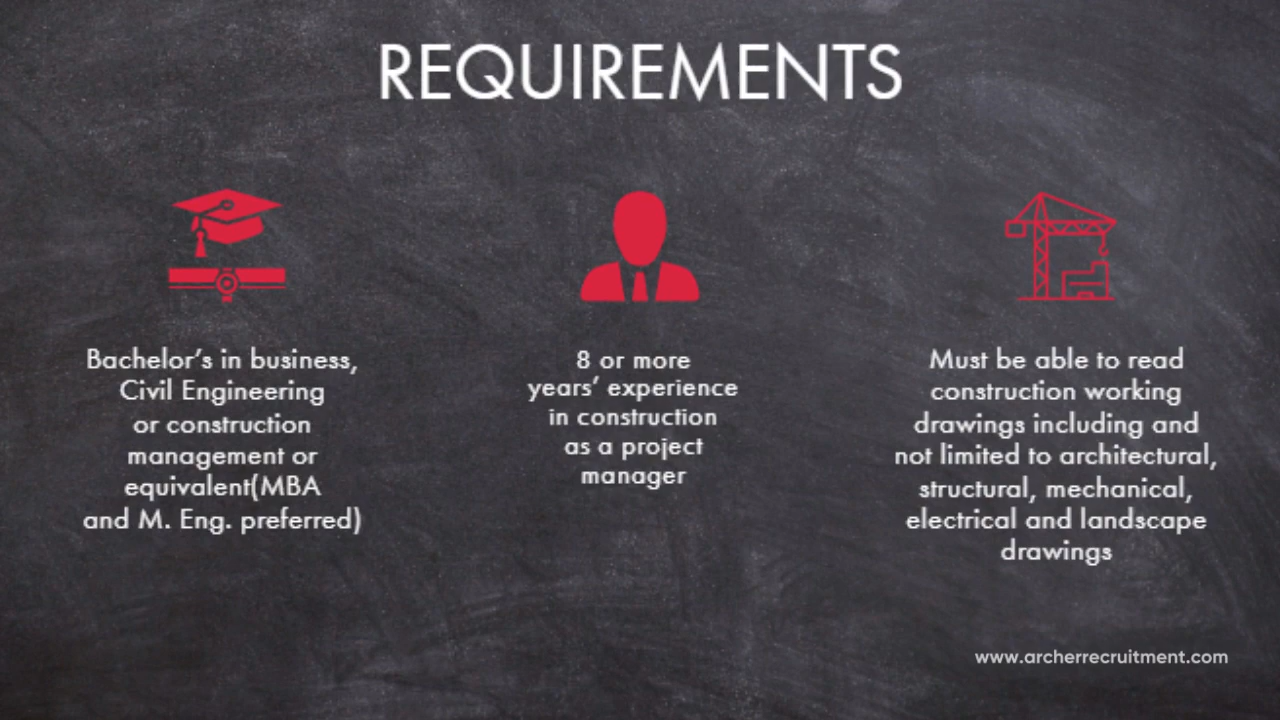 REQUIREMENTS
Bachelor's in business,
Civil Engineering
or construction
management or
equivalent(MBA
and M. Eng. preferred)
8 or more
years' experience
in construction
as a project
manager
Must be able to read
construction working
drawings including and
not limited to architectural,
structural, mechanical,
electrical and landscape
drawings
www.archerrecruitment.com